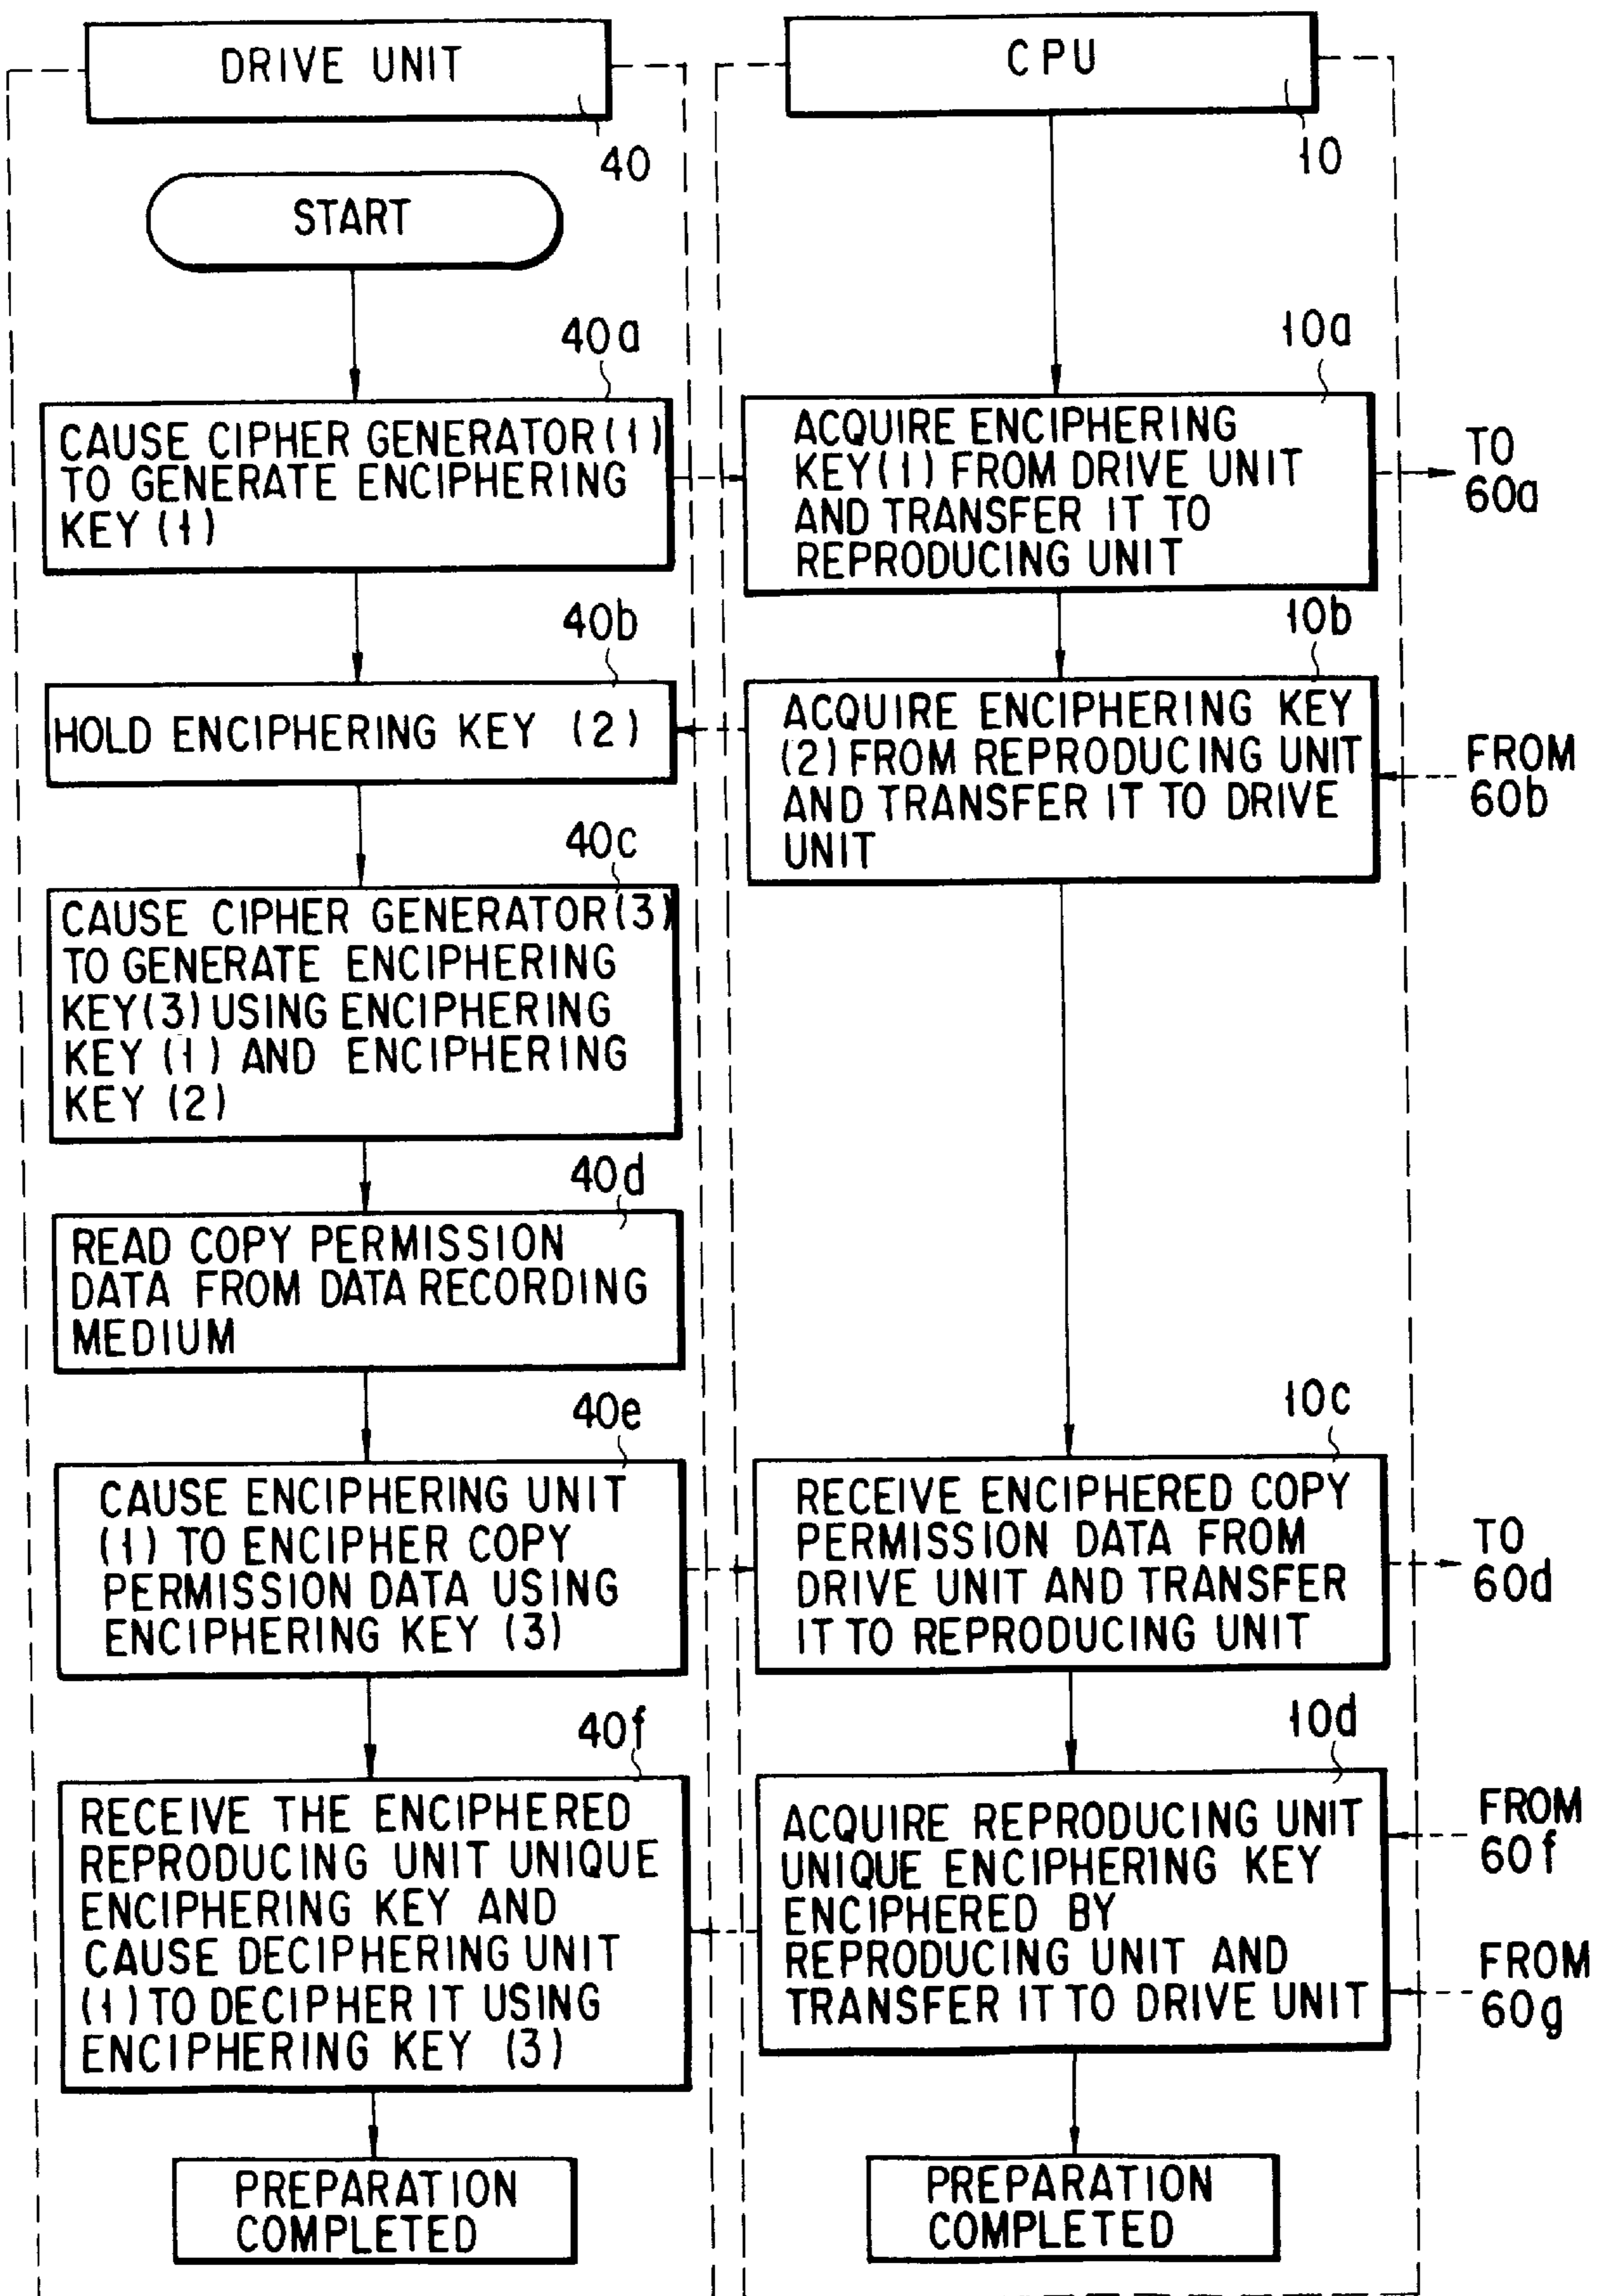 DRIVE UNIT
40
START
40a
CAUSE CIPHER GENERATOR(1)
TO GENERATE ENCIPHERING
KEY (1)
40b
HOLD ENCIPHERING KEY (2)
40c
CAUSE CIPHER GENERATOR(3)
TO GENERATE ENCIPHERING
KEY(3) USING ENCIPHERING
KEY (1) AND ENCIPHERING
KEY (2)
40d
READ COPY PERMISSION
DATA FROM DATA RECORDING
MEDIUM
40e
CAUSE ENCIPHERING UNIT
(1) TO ENCIPHER COPY
PERMISSION DATA USING
ENCIPHERING KEY (3)
40f
RECEIVE THE ENCIPHERED
REPRODUCING UNIT UNIQUE
ENCIPHERING KEY AND
CAUSE DECIPHERING UNIT
(1) TO DECIPHER IT USING
ENCIPHERING KEY (3)
PREPARATION
COMPLETED
CPU
10
10a
ACQUIRE ENCIPHERING
KEY(1) FROM DRIVE UNIT
AND TRANSFER IT TO
REPRODUCING UNIT
TO
60a
10b
ACQUIRE ENCIPHERING KEY
(2) FROM REPRODUCING UNIT
AND TRANSFER IT TO DRIVE
UNIT
FROM
60b
10c
RECEIVE ENCIPHERED COPY
PERMISSION DATA FROM
DRIVE UNIT AND TRANSFER
IT TO REPRODUCING UNIT
TO
60d
10d
ACQUIRE REPRODUCING UNIT
UNIQUE ENCIPHERING KEY
ENCIPHERED BY
REPRODUCING UNIT AND
TRANSFER IT TO DRIVE UNIT
FROM
60f
FROM
60g
PREPARATION
COMPLETED